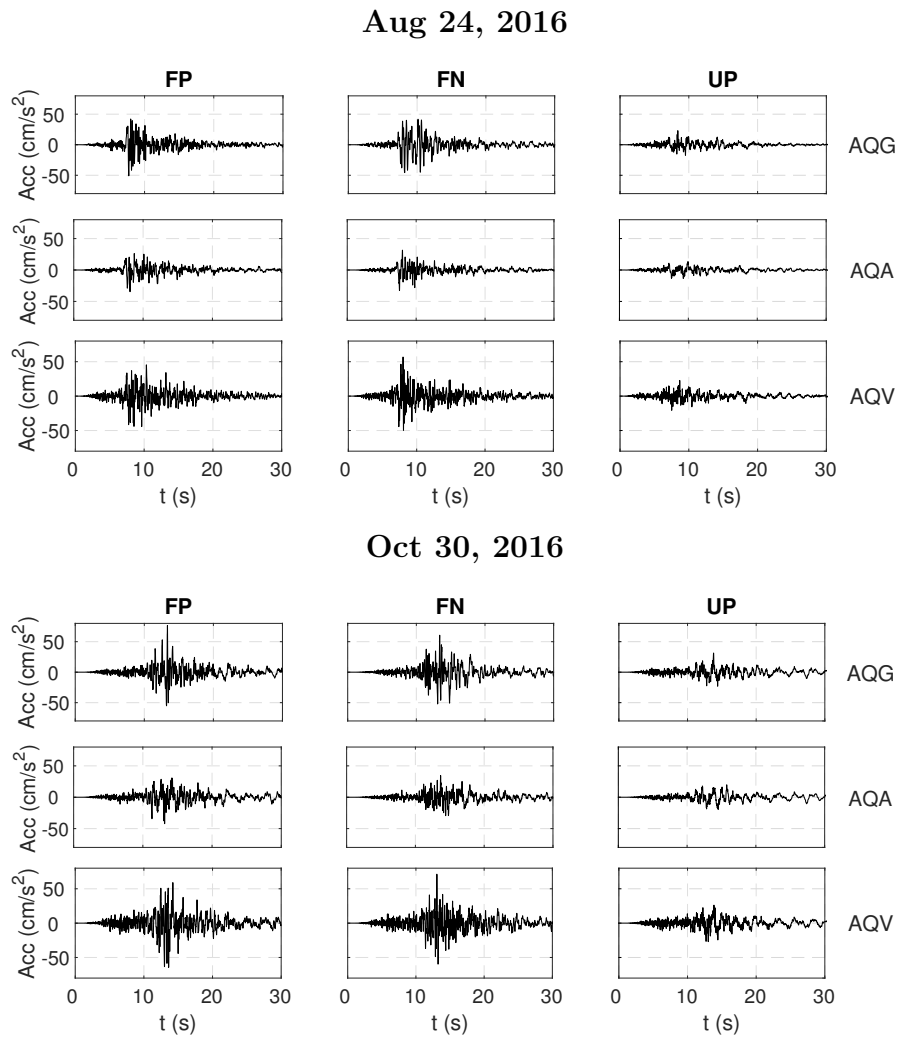 Aug 24, 2016
FP FN UP
Acc (cm/s²) 50 0 -50 AQG
Acc (cm/s²) 50 0 -50 AQA
Acc (cm/s²) 50 0 -50 AQV
0 10 20 30 0 10 20 30 0 10 20 30
t (s) t (s) t (s)
Oct 30, 2016
FP FN UP
Acc (cm/s²) 50 0 -50 AQG
Acc (cm/s²) 50 0 -50 AQA
Acc (cm/s²) 50 0 -50 AQV
0 10 20 30 0 10 20 30 0 10 20 30
t (s) t (s) t (s)